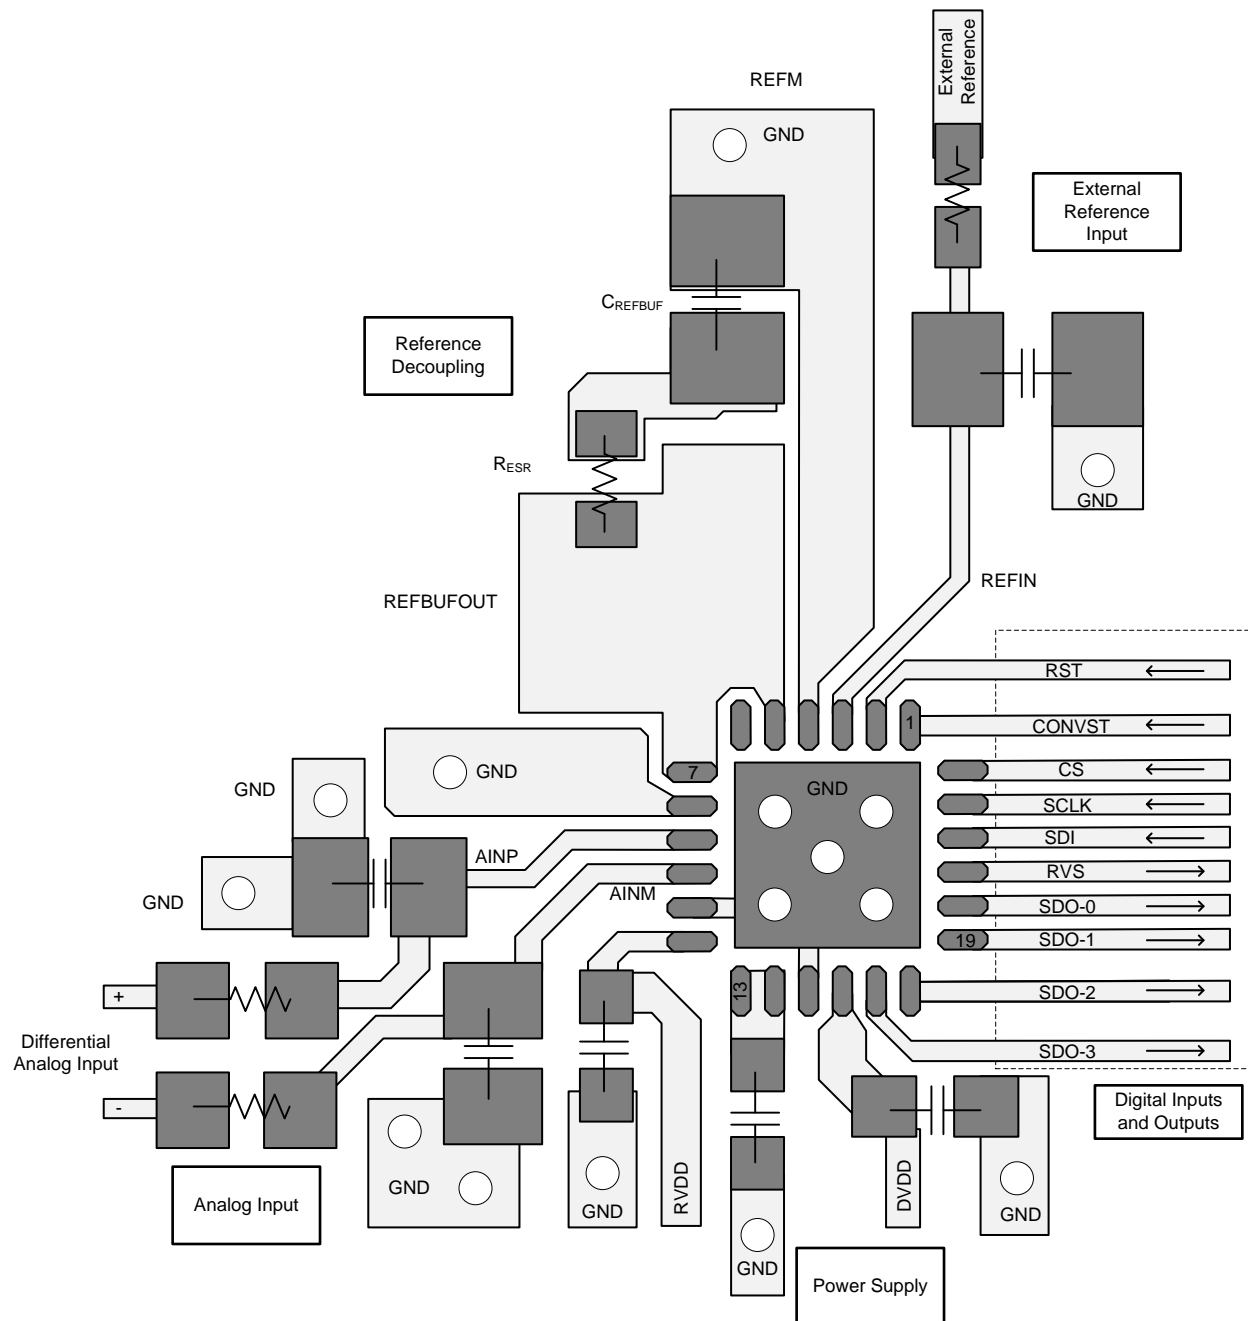 External
Reference
REFM
GND
External
Reference
Input
CREFBUF
Reference
Decoupling
RESR
GND
REFIN
REFBUFOUT
RST
1
CONVST
7
GND
CS
GND
GND
SCLK
SDI
AINP
RVS
AINM
GND
SDO-0
19
SDO-1
13
SDO-2
+
Differential
Analog Input
SDO-3
-
Digital Inputs
and Outputs
Analog Input
GND
GND
RVDD
DVDD
GND
GND
Power Supply